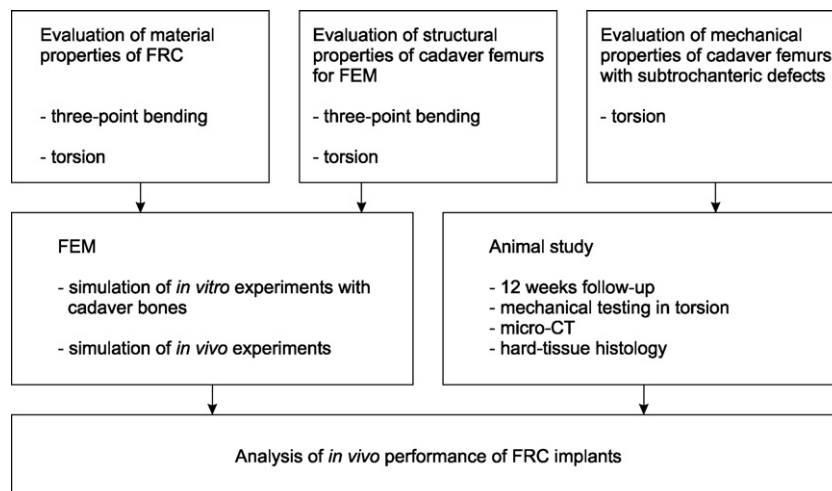 Evaluation of material
properties of FRC
- three-point bending
- torsion
Evaluation of structural
properties of cadaver femurs
for FEM
- three-point bending
- torsion
Evaluation of mechanical
properties of cadaver femurs
with subtrochanteric defects
- torsion
FEM
- simulation of in vitro experiments with
cadaver bones
- simulation of in vivo experiments
Animal study
- 12 weeks follow-up
- mechanical testing in torsion
- micro-CT
- hard-tissue histology
Analysis of in vivo performance of FRC implants